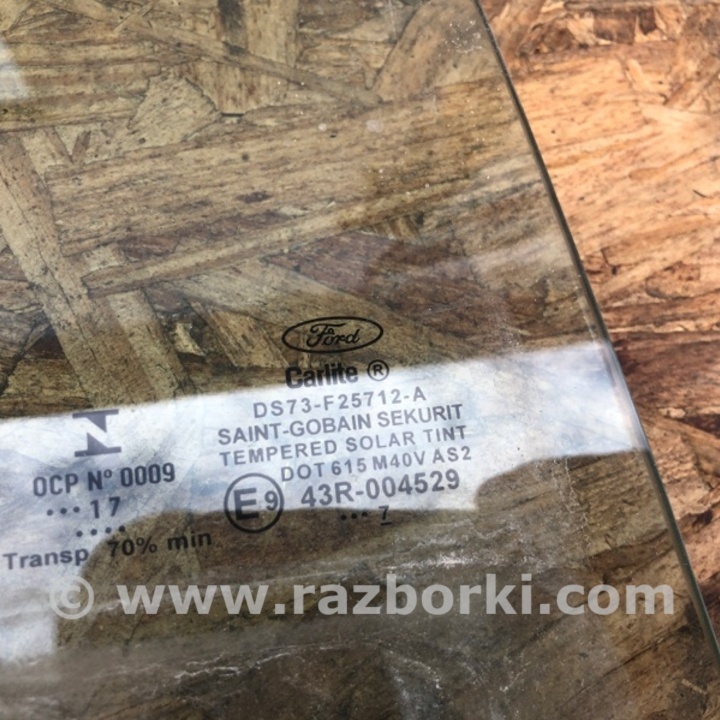 Ford
Carlite ®
DS73-F25712-A
SAINT-GOBAIN SEKURIT
TEMPERED SOLAR TINT
DOT 615 M40V AS2
E9 43R-004529
••• 7
N
OCP Nº 0009
••• 17
••••
Transp 70% min
© www.razborki.com